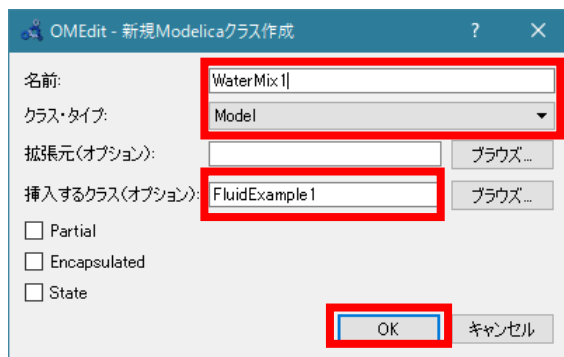 OMEdit - 新規Modelicaクラス作成 ? ×
名前: WaterMix1
クラス・タイプ: Model
拡張元(オプション): ブラウズ...
挿入するクラス(オプション): FluidExample1 ブラウズ...
Partial
Encapsulated
State
OK キャンセル